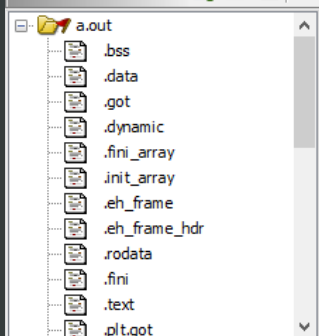 a.out
.bss
.data
.got
.dynamic
.fini_array
.init_array
.eh_frame
.eh_frame_hdr
.rodata
.fini
.text
.plt.got